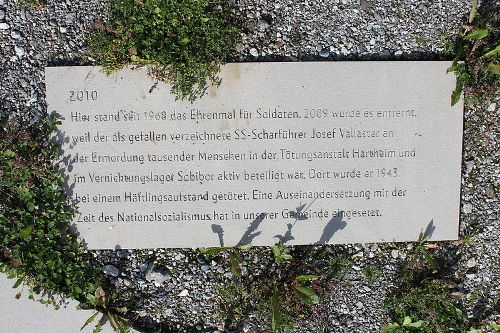 2010
Hier stand seit 1968 das Ehrenmal für Soldaten. 2009 wurde es entfernt,
weil der als gefallen verzeichnete SS-Scharführer Josef Vallaster an
der Ermordung tausender Menschen in der Tötungsanstalt Hartheim und
im Vernichtungslager Sobibor aktiv beteiligt war. Dort wurde er 1943
bei einem Häftlingsaufstand getötet. Eine Auseinandersetzung mit der
Zeit des Nationalsozialismus hat in unserer Gemeinde eingesetzt.